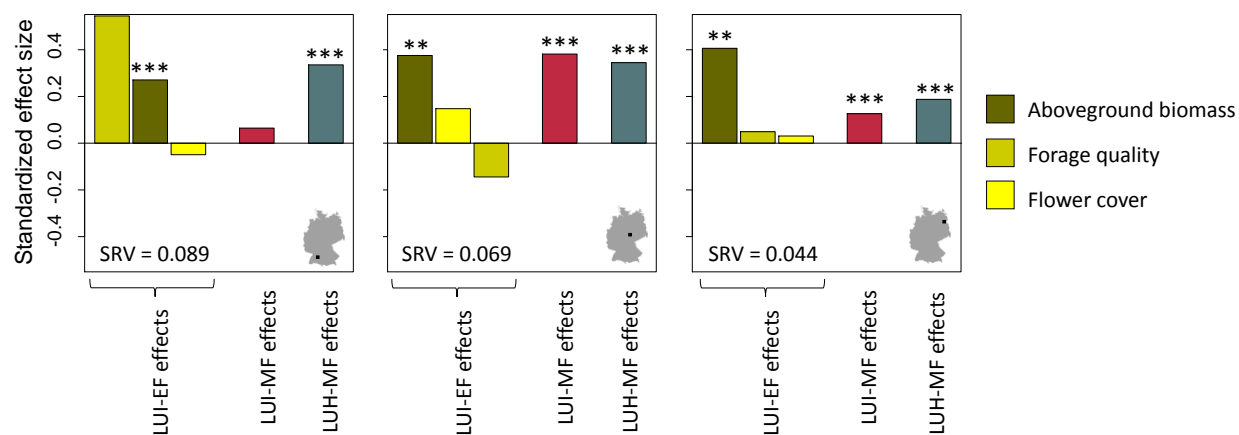 Standardized effect size
0.4
0.2
0.0
-0.2
-0.4
***
***
SRV = 0.089
LUI-EF effects
LUI-MF effects
LUH-MF effects
**
***
***
SRV = 0.069
LUI-EF effects
LUI-MF effects
LUH-MF effects
**
***
***
SRV = 0.044
LUI-EF effects
LUI-MF effects
LUH-MF effects
Aboveground biomass
Forage quality
Flower cover